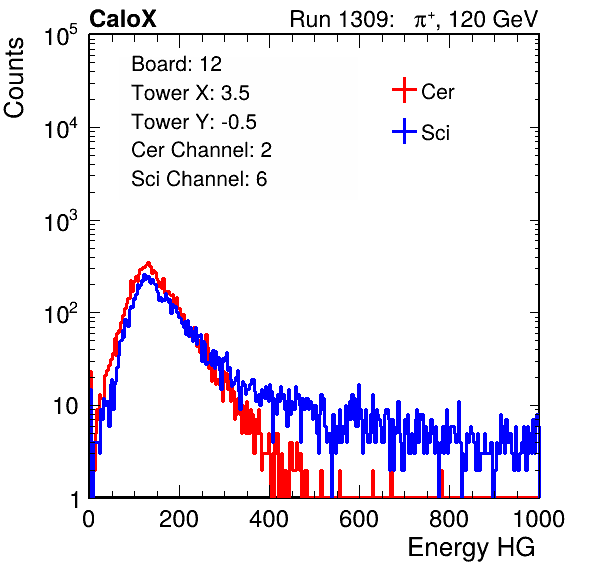 CaloX Run 1309: π⁺, 120 GeV
Counts
10⁵
10⁴
10³
10²
10
1
Board: 12
Tower X: 3.5
Tower Y: -0.5
Cer Channel: 2
Sci Channel: 6
Cer
Sci
0 200 400 600 800 1000
Energy HG